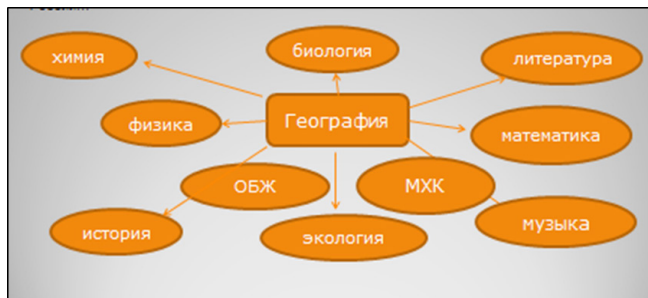 химия
биология
литература
физика
География
математика
ОБЖ
МХК
история
экология
музыка